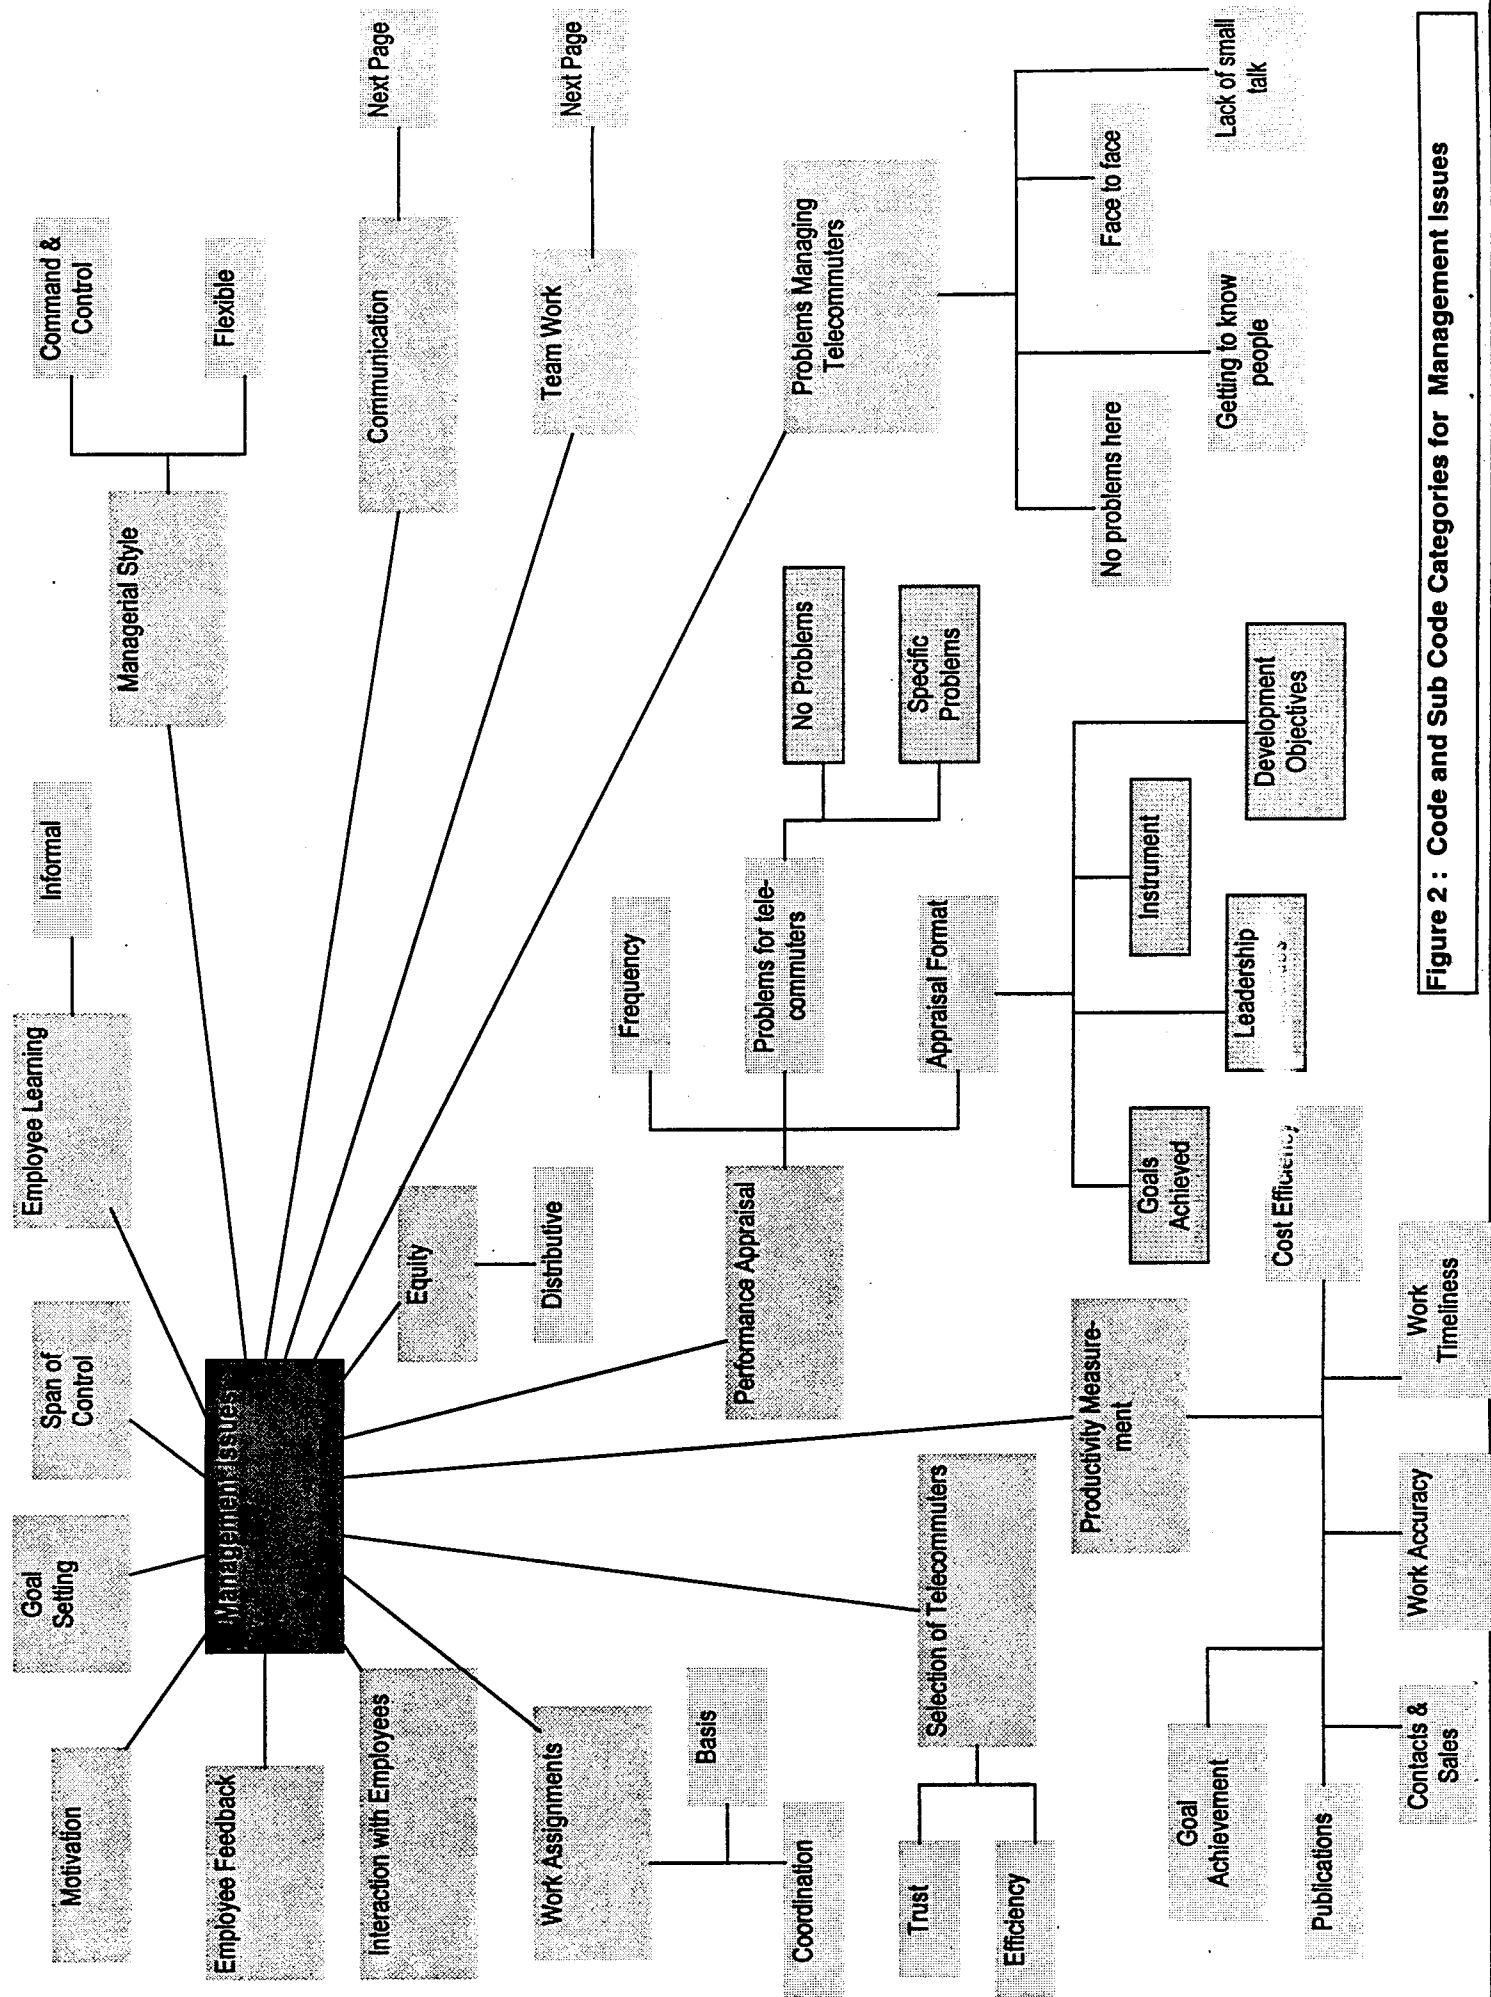 Motivation
Goal
Setting
Span of
Control
Employee Learning
Informal
Command &
Control
Flexible
Managerial Style
Employee Feedback
Management Issues
Interaction with Employees
Equity
Distributive
Communication
Next Page
Team Work
Next Page
Work Assignments
Basis
Coordination
Performance Appraisal
Frequency
Problems for tele-
commuters
Appraisal Format
No Problems
Specific
Problems
Problems Managing
Telecommuters
No problems here
Getting to know
people
Face to face
Lack of small
talk
Selection of Telecommuters
Trust
Efficiency
Goals
Achieved
Leadership
Instrument
Development
Objectives
Productivity Measure-
ment
Goal
Achievement
Publications
Contacts &
Sales
Work Accuracy
Work
Timeliness
Cost Efficiency
Figure 2 : Code and Sub Code Categories for Management Issues